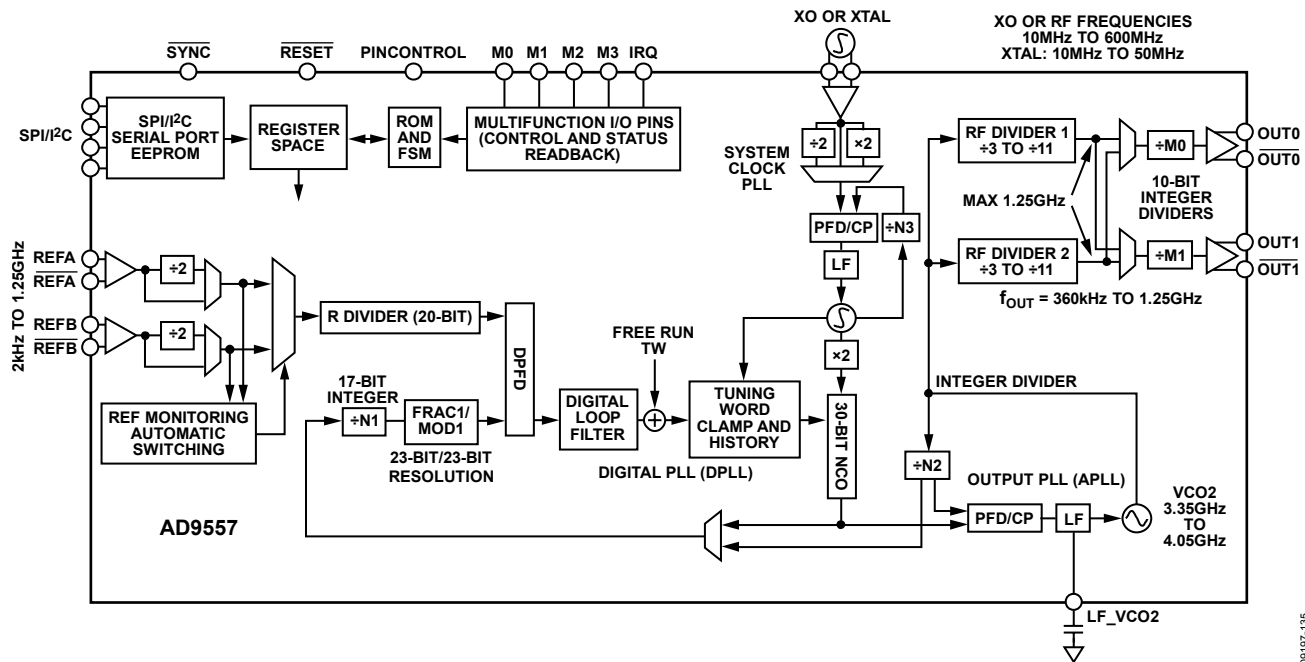 XO OR XTAL
XO OR RF FREQUENCIES
10MHz TO 600MHz
XTAL: 10MHz TO 50MHz
SYNC
RESET
PINCONTROL
M0
M1
M2
M3
IRQ
SPI/I²C
SPI/I²C
SERIAL PORT
EEPROM
REGISTER
SPACE
ROM
AND
FSM
MULTIFUNCTION I/O PINS
(CONTROL AND STATUS
READBACK)
÷2
×2
SYSTEM
CLOCK
PLL
PFD/CP
÷N3
LF
×2
RF DIVIDER 1
÷3 TO ÷11
MAX 1.25GHz
RF DIVIDER 2
÷3 TO ÷11
÷M0
10-BIT
INTEGER
DIVIDERS
÷M1
OUT0
OUT0
OUT1
OUT1
fOUT = 360kHz TO 1.25GHz
2kHz TO 1.25GHz
REFA
REFA
REFB
REFB
÷2
÷2
REF MONITORING
AUTOMATIC
SWITCHING
R DIVIDER (20-BIT)
DPFD
17-BIT
INTEGER
÷N1
FRAC1/
MOD1
23-BIT/23-BIT
RESOLUTION
FREE RUN
TW
DIGITAL
LOOP
FILTER
TUNING
WORD
CLAMP AND
HISTORY
DIGITAL PLL (DPLL)
30-BIT NCO
INTEGER DIVIDER
÷N2
OUTPUT PLL (APLL)
PFD/CP
LF
VCO2
3.35GHz
TO
4.05GHz
AD9557
LF_VCO2
09197-135